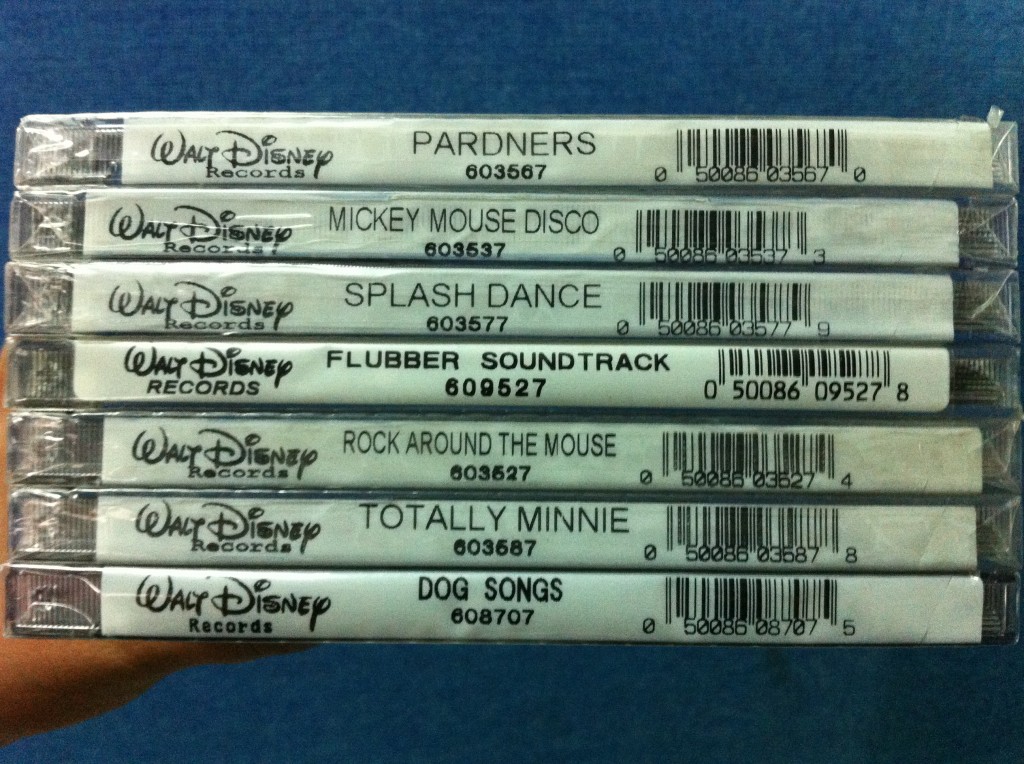 WALT DISNEY PARDNERS
Records 603567 0 50086 03567 0
WALT DISNEY MICKEY MOUSE DISCO
Records 603537 0 50086 03537 3
WALT DISNEY SPLASH DANCE
Records 603577 0 50086 03577 9
WALT DISNEY FLUBBER SOUNDTRACK
RECORDS 609527 0 50086 09527 8
WALT DISNEY ROCK AROUND THE MOUSE
Records 603527 0 50086 03527 4
WALT DISNEY TOTALLY MINNIE
Records 603587 0 50086 03587 8
WALT DISNEY DOG SONGS
Records 608707 0 50086 08707 5